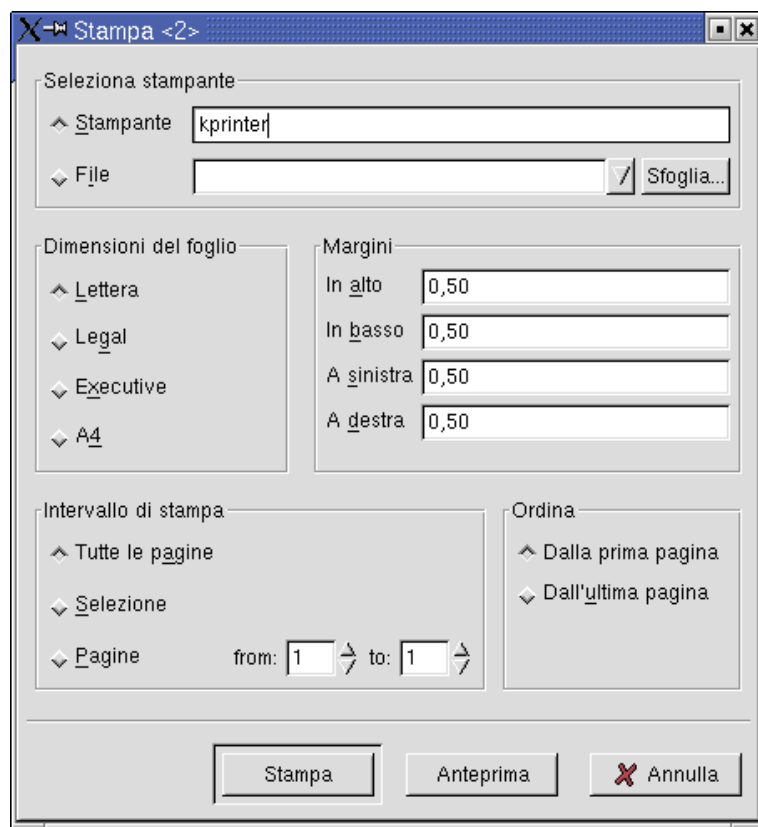 Stampa <2>
Seleziona stampante
Stampante kprinter
File Sfoglia...
Dimensioni del foglio
Lettera
Legal
Executive
A4
Margini
In alto 0,50
In basso 0,50
A sinistra 0,50
A destra 0,50
Intervallo di stampa
Tutte le pagine
Selezione
Pagine from: 1 to: 1
Ordina
Dalla prima pagina
Dall'ultima pagina
Stampa Anteprima Annulla